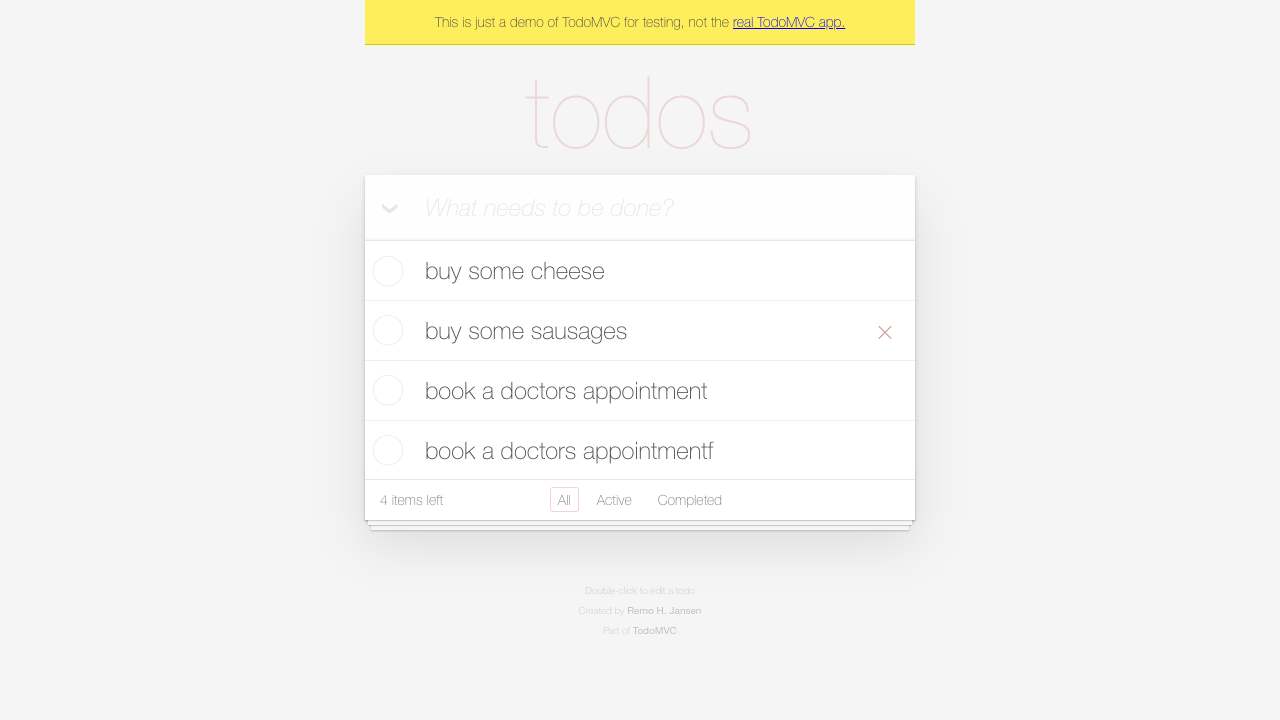 This is just a demo of TodoMVC for testing, not the real TodoMVC app.
todos
What needs to be done?
buy some cheese
buy some sausages
book a doctors appointment
book a doctors appointmentf
4 items left All Active Completed
Double-click to edit a todo
Created by Remo H. Jansen
Part of TodoMVC